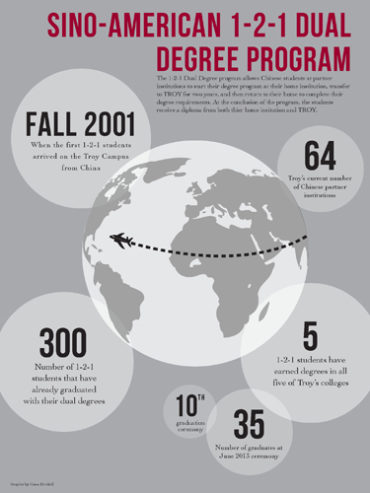 SINO-AMERICAN 1-2-1 DUAL
DEGREE PROGRAM
The 1-2-1 Dual Degree program allows Chinese students at partner
institutions to start their degree program at their home institution, transfer
to TROY for two years, and then return to their home to complete their
degree requirements. At the conclusion of the program, the students
receive a diploma from both their home institution and TROY.
FALL 2001
When the first 1-2-1 students
arrived on the Troy Campus
from China
64
Troy's current number
of Chinese partner
institutions
300
Number of 1-2-1
students that have
already graduated
with their dual degrees
5
1-2-1 students have
earned degrees in all
five of Troy's colleges
10TH
graduation
ceremony
35
Number of graduates at
June 2015 ceremony